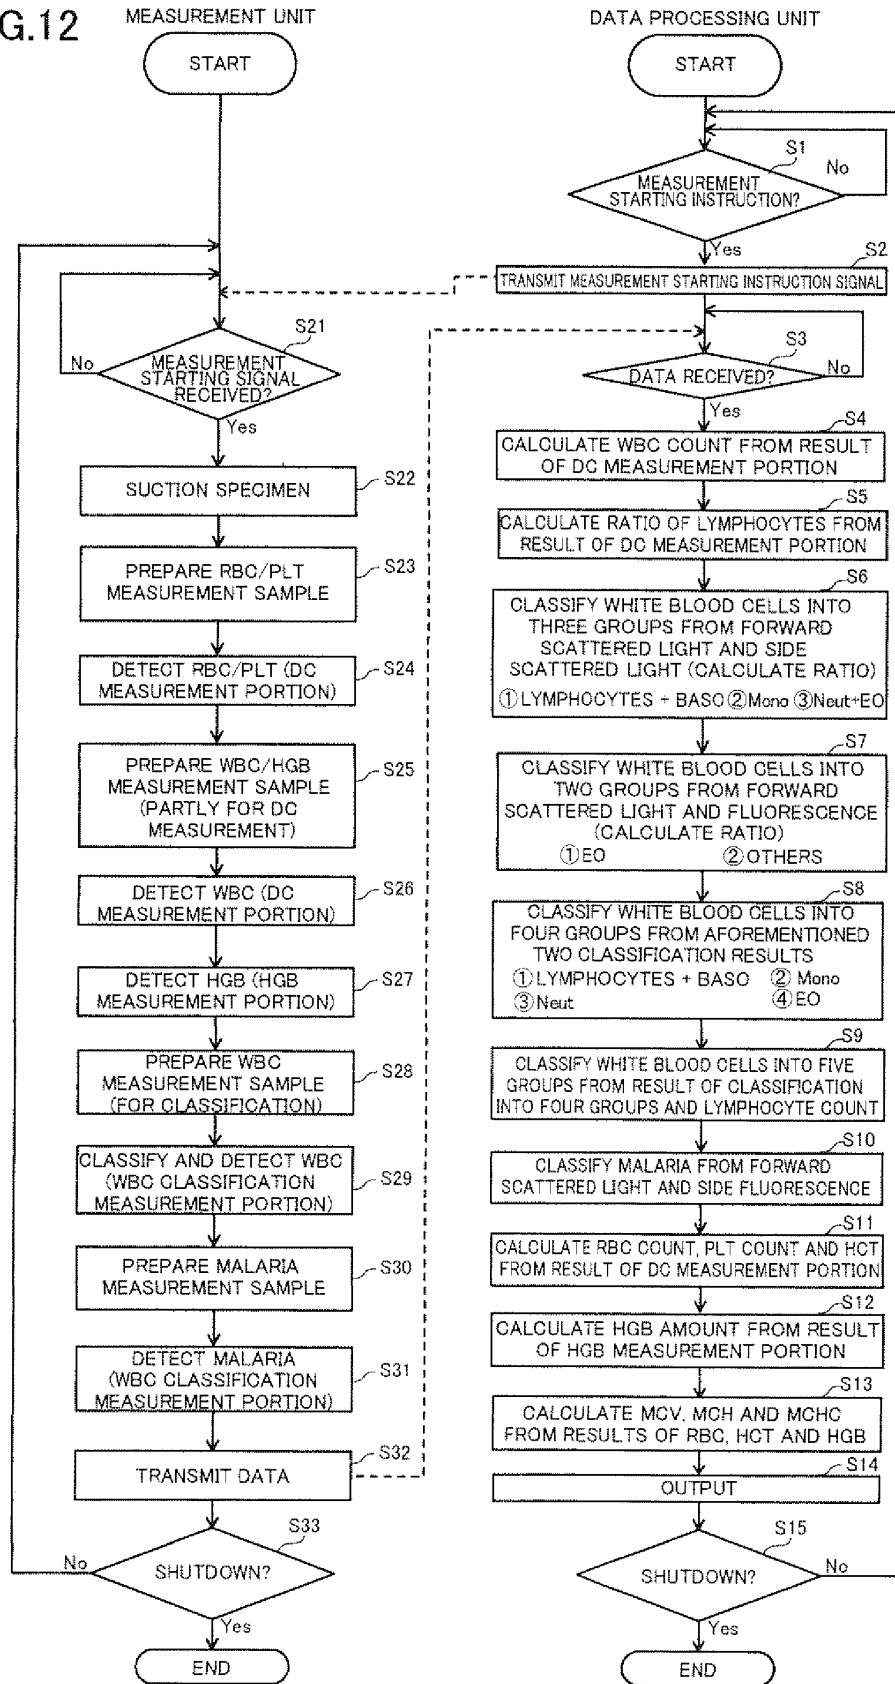 G.12
MEASUREMENT UNIT
START
S21
MEASUREMENT
STARTING SIGNAL
RECEIVED?
No
Yes
SUCTION SPECIMEN
S22
PREPARE RBC/PLT
MEASUREMENT SAMPLE
S23
DETECT RBC/PLT (DC
MEASUREMENT PORTION)
S24
PREPARE WBC/HGB
MEASUREMENT SAMPLE
(PARTLY FOR DC
MEASUREMENT)
S25
DETECT WBC (DC
MEASUREMENT PORTION)
S26
DETECT HGB (HGB
MEASUREMENT PORTION)
S27
PREPARE WBC
MEASUREMENT SAMPLE
(FOR CLASSIFICATION)
S28
CLASSIFY AND DETECT WBC
(WBC CLASSIFICATION
MEASUREMENT PORTION)
S29
PREPARE MALARIA
MEASUREMENT SAMPLE
S30
DETECT MALARIA
(WBC CLASSIFICATION
MEASUREMENT PORTION)
S31
TRANSMIT DATA
S32
S33
SHUTDOWN?
No
Yes
END
DATA PROCESSING UNIT
START
S1
MEASUREMENT
STARTING INSTRUCTION?
No
Yes
S2
TRANSMIT MEASUREMENT STARTING INSTRUCTION SIGNAL
S3
DATA RECEIVED?
No
Yes
S4
CALCULATE WBC COUNT FROM RESULT
OF DC MEASUREMENT PORTION
S5
CALCULATE RATIO OF LYMPHOCYTES FROM
RESULT OF DC MEASUREMENT PORTION
S6
CLASSIFY WHITE BLOOD CELLS INTO
THREE GROUPS FROM FORWARD
SCATTERED LIGHT AND SIDE
SCATTERED LIGHT (CALCULATE RATIO)
①LYMPHOCYTES + BASO ②Mono ③Neut+EO
S7
CLASSIFY WHITE BLOOD CELLS INTO
TWO GROUPS FROM FORWARD
SCATTERED LIGHT AND FLUORESCENCE
(CALCULATE RATIO)
①EO ②OTHERS
S8
CLASSIFY WHITE BLOOD CELLS INTO
FOUR GROUPS FROM AFOREMENTIONED
TWO CLASSIFICATION RESULTS
①LYMPHOCYTES + BASO ② Mono
③Neut ④EO
S9
CLASSIFY WHITE BLOOD CELLS INTO FIVE
GROUPS FROM RESULT OF CLASSIFICATION
INTO FOUR GROUPS AND LYMPHOCYTE COUNT
S10
CLASSIFY MALARIA FROM FORWARD
SCATTERED LIGHT AND SIDE FLUORESCENCE
S11
CALCULATE RBC COUNT, PLT COUNT AND HCT
FROM RESULT OF DC MEASUREMENT PORTION
S12
CALCULATE HGB AMOUNT FROM RESULT
OF HGB MEASUREMENT PORTION
S13
CALCULATE MCV, MCH AND MCHC
FROM RESULTS OF RBC, HCT AND HGB
S14
OUTPUT
S15
SHUTDOWN?
No
Yes
END